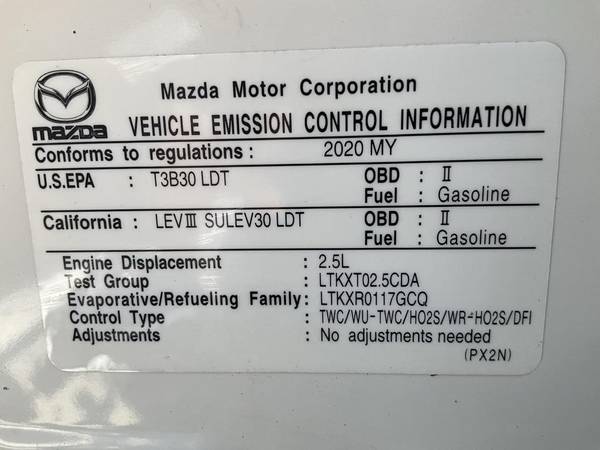 Mazda Motor Corporation
mazda VEHICLE EMISSION CONTROL INFORMATION
Conforms to regulations : 2020 MY
U.S.EPA : T3B30 LDT OBD : II
Fuel : Gasoline
California : LEVIII SULEV30 LDT OBD : II
Fuel : Gasoline
Engine Displacement : 2.5L
Test Group : LTKXT02.5CDA
Evaporative/Refueling Family: LTKXR0117GCQ
Control Type : TWC/WU-TWC/HO2S/WR-HO2S/DFI
Adjustments : No adjustments needed
(PX2N)